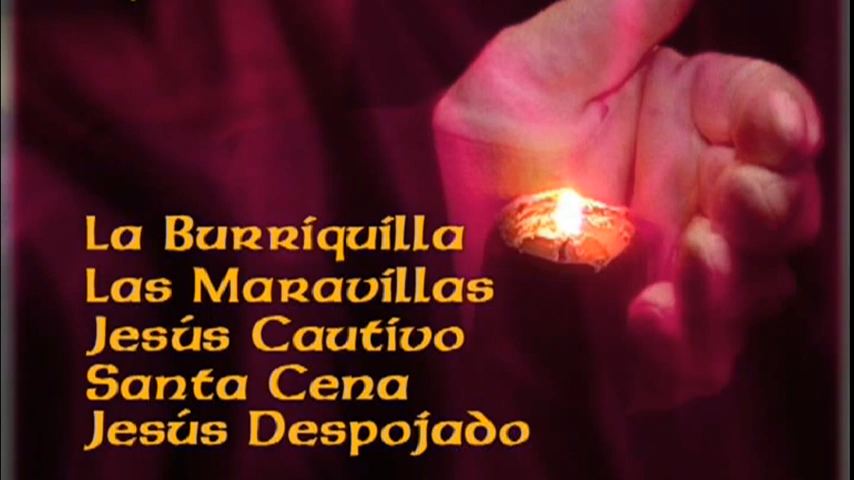 La Burriquilla
Las Maravillas
Jesús Cautivo
Santa Cena
Jesús Despojado